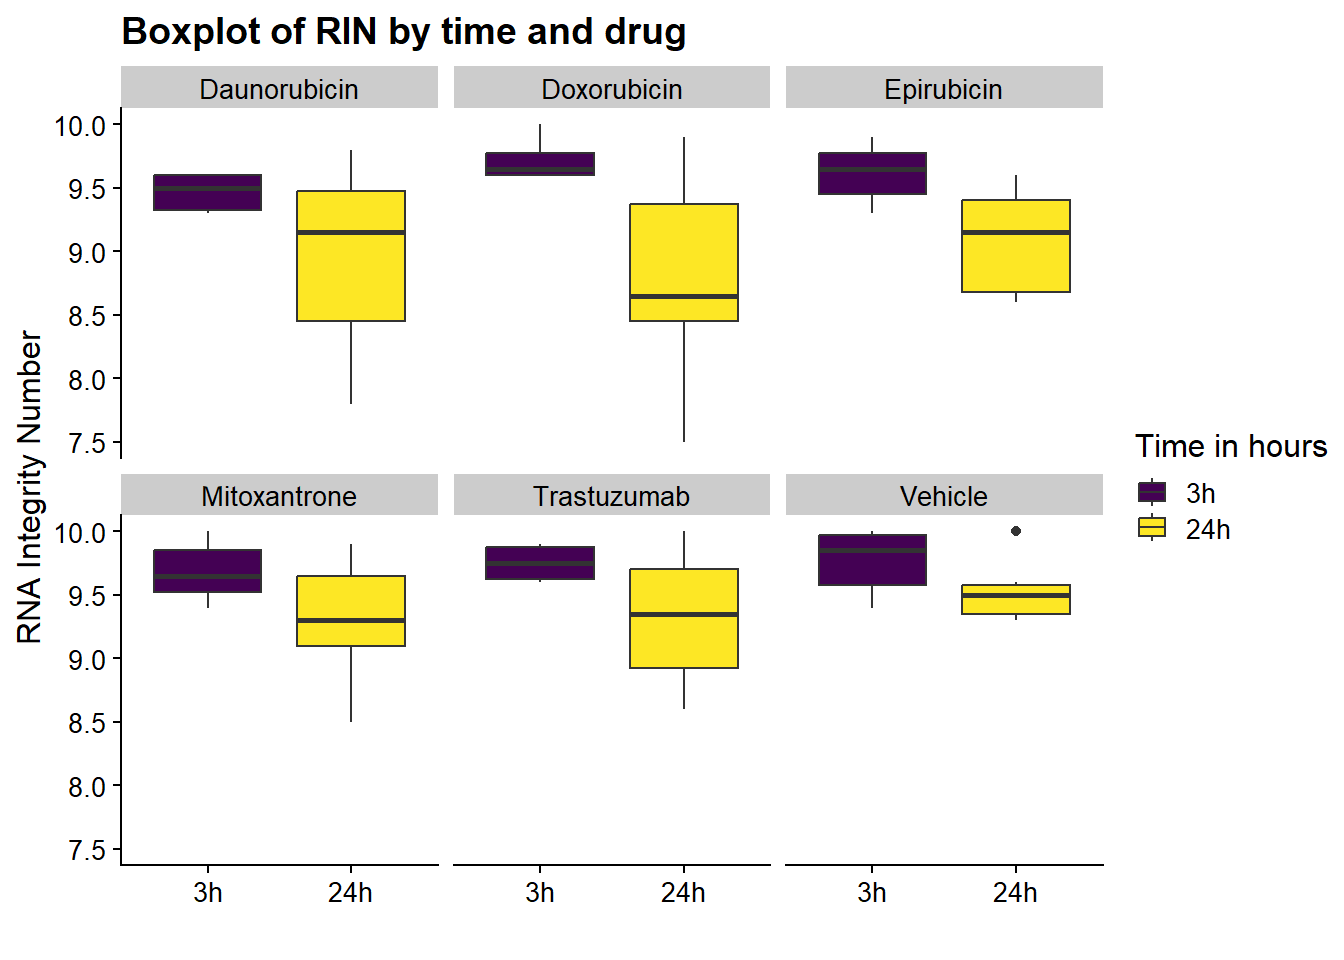 Boxplot of RIN by time and drug
Daunorubicin
Doxorubicin
Epirubicin
10.0
9.5
9.0
8.5
8.0
7.5
Mitoxantrone
Trastuzumab
Vehicle
10.0
9.5
9.0
8.5
8.0
7.5
3h
24h
3h
24h
3h
24h
RNA Integrity Number
Time in hours
3h
24h